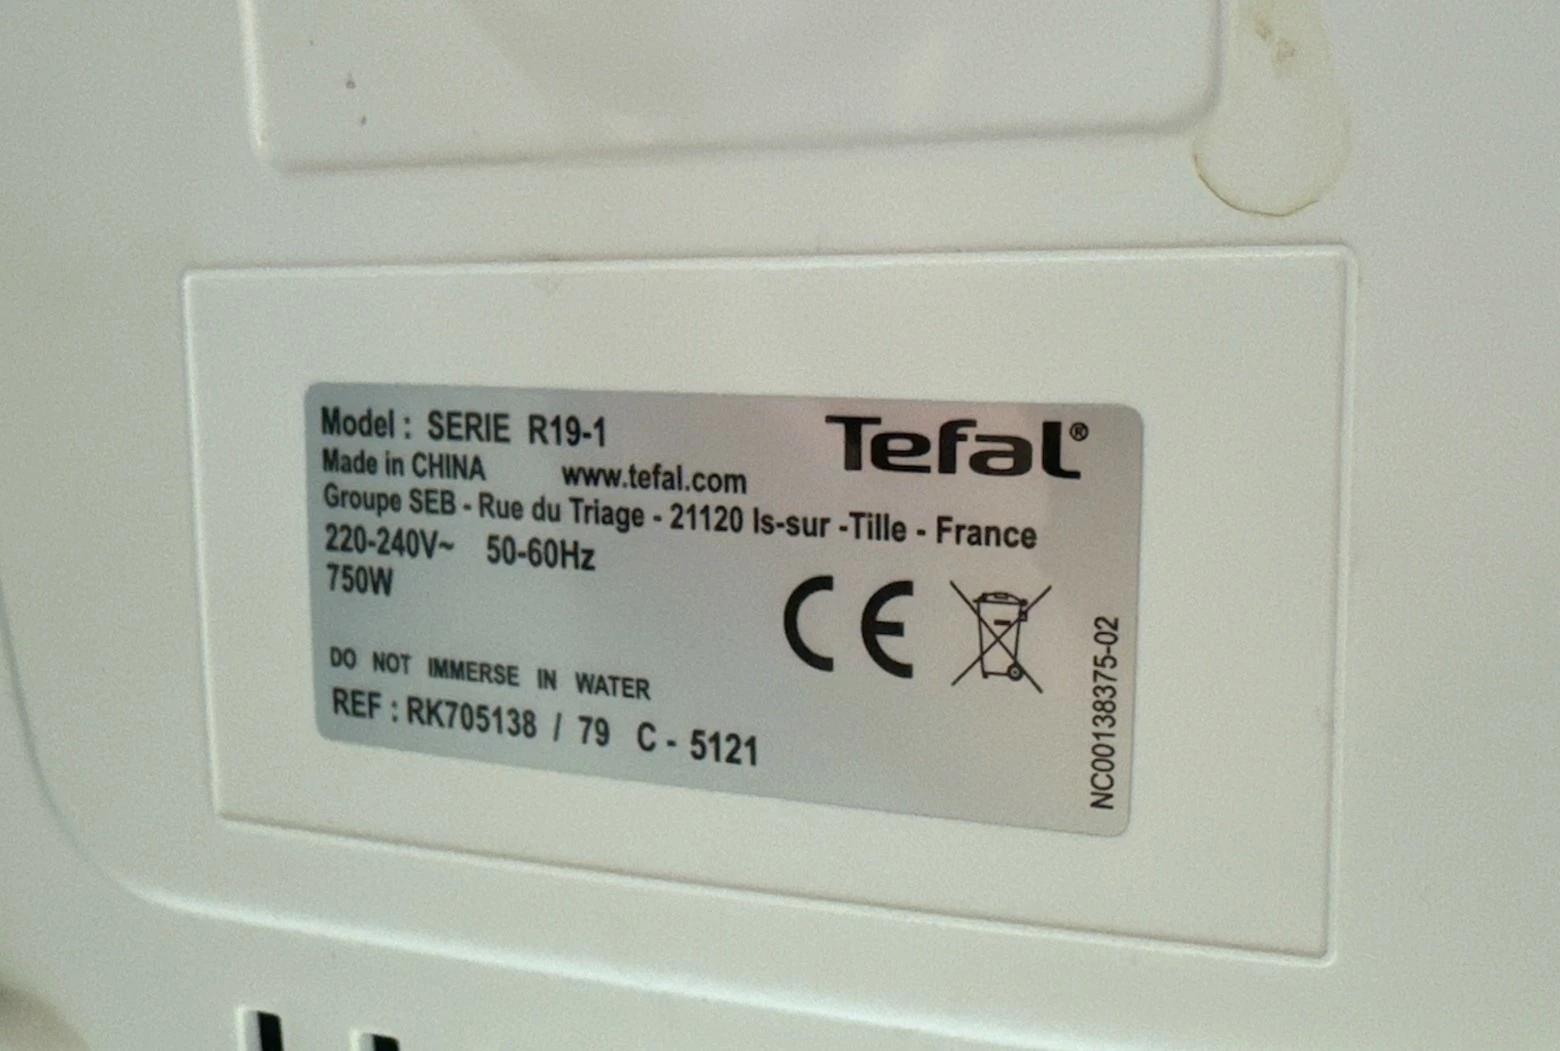 Model : SERIE R19-1
Tefal®
Made in CHINA www.tefal.com
Groupe SEB - Rue du Triage - 21120 Is-sur -Tille - France
220-240V~ 50-60Hz
750W
CE
DO NOT IMMERSE IN WATER
REF : RK705138 / 79 C - 5121
NC00138375-02